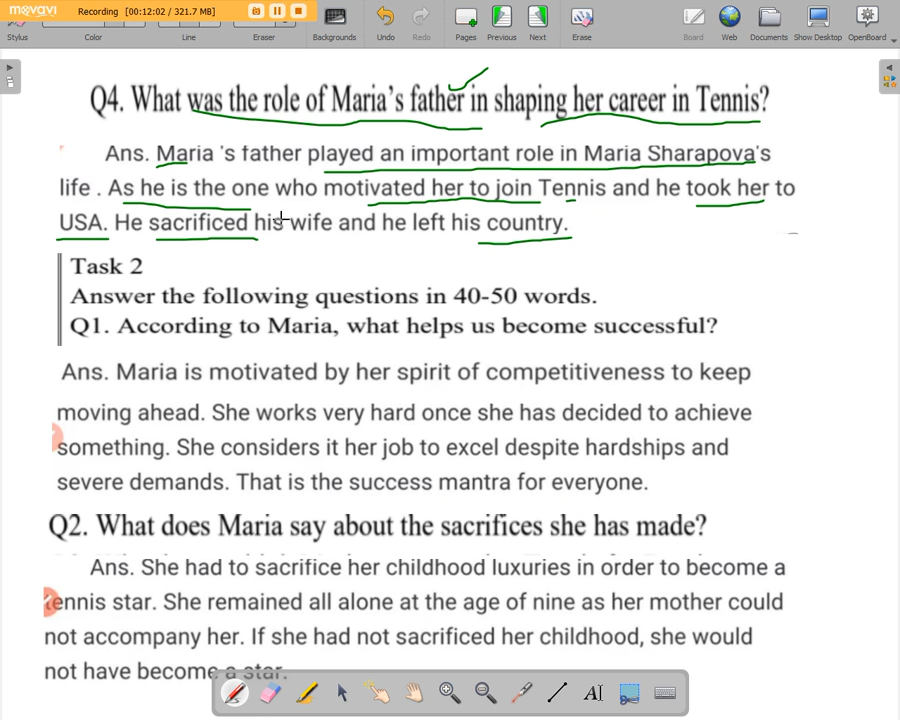 movavi Recording [00:12:02 / 321.7 MB]
Stylus Color Line Eraser Backgrounds Undo Redo Pages Previous Next Erase Board Web Documents Show Desktop OpenBoard
Q4. What was the role of Maria's father in shaping her career in Tennis?
Ans. Maria 's father played an important role in Maria Sharapova's
life . As he is the one who motivated her to join Tennis and he took her to
USA. He sacrificed his wife and he left his country.
Task 2
Answer the following questions in 40-50 words.
Q1. According to Maria, what helps us become successful?
Ans. Maria is motivated by her spirit of competitiveness to keep
moving ahead. She works very hard once she has decided to achieve
something. She considers it her job to excel despite hardships and
severe demands. That is the success mantra for everyone.
Q2. What does Maria say about the sacrifices she has made?
Ans. She had to sacrifice her childhood luxuries in order to become a
tennis star. She remained all alone at the age of nine as her mother could
not accompany her. If she had not sacrificed her childhood, she would
not have become a star.